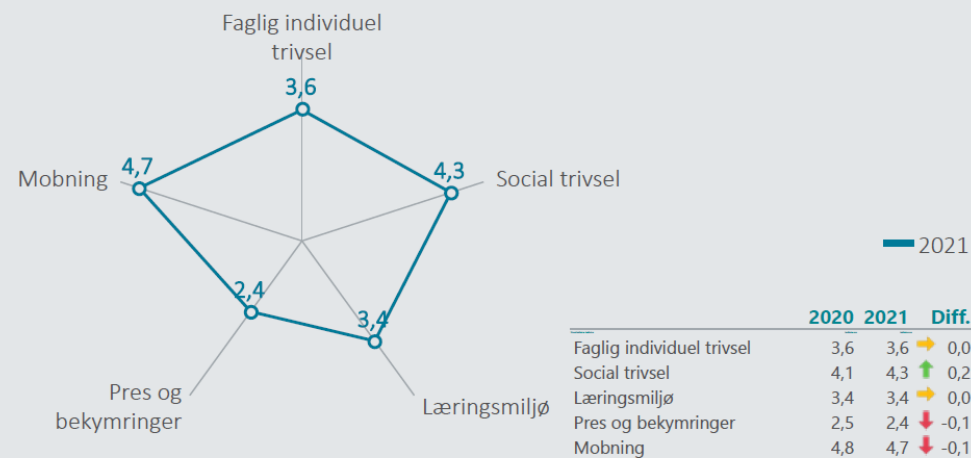 Faglig individuel
trivsel
3,6
4,7
4,3
Mobning
Social trivsel
2021
2,4
3,4
Pres og
bekymringer
Læringsmiljø
2020 2021 Diff.
Faglig individuel trivsel 3,6 3,6 0,0
Social trivsel 4,1 4,3 0,2
Læringsmiljø 3,4 3,4 0,0
Pres og bekymringer 2,5 2,4 -0,1
Mobning 4,8 4,7 -0,1